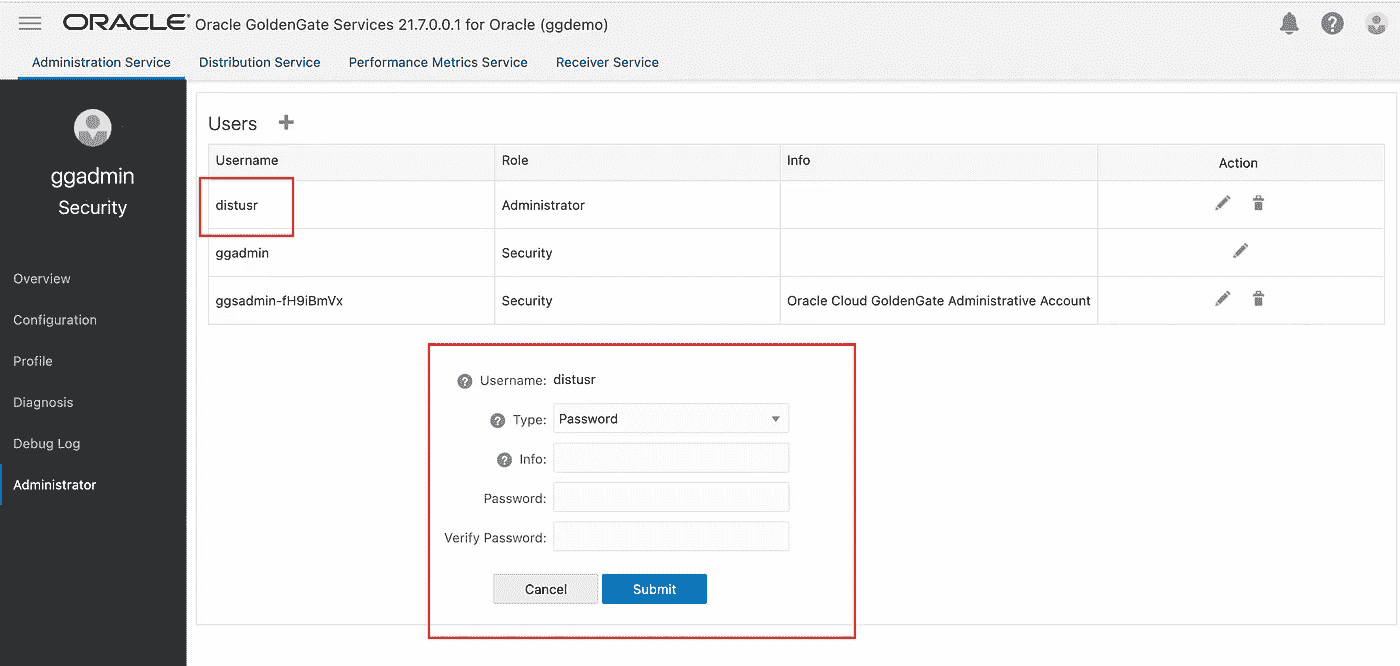 ORACLE® Oracle GoldenGate Services 21.7.0.0.1 for Oracle (ggdemo)
Administration Service Distribution Service Performance Metrics Service Receiver Service
ggadmin
Security
Overview
Configuration
Profile
Diagnosis
Debug Log
Administrator
Users
Username Role Info Action
distusr Administrator
ggadmin Security
ggsadmin-fH9iBmVx Security Oracle Cloud GoldenGate Administrative Account
Username: distusr
Type: Password
Info:
Password:
Verify Password:
Cancel Submit